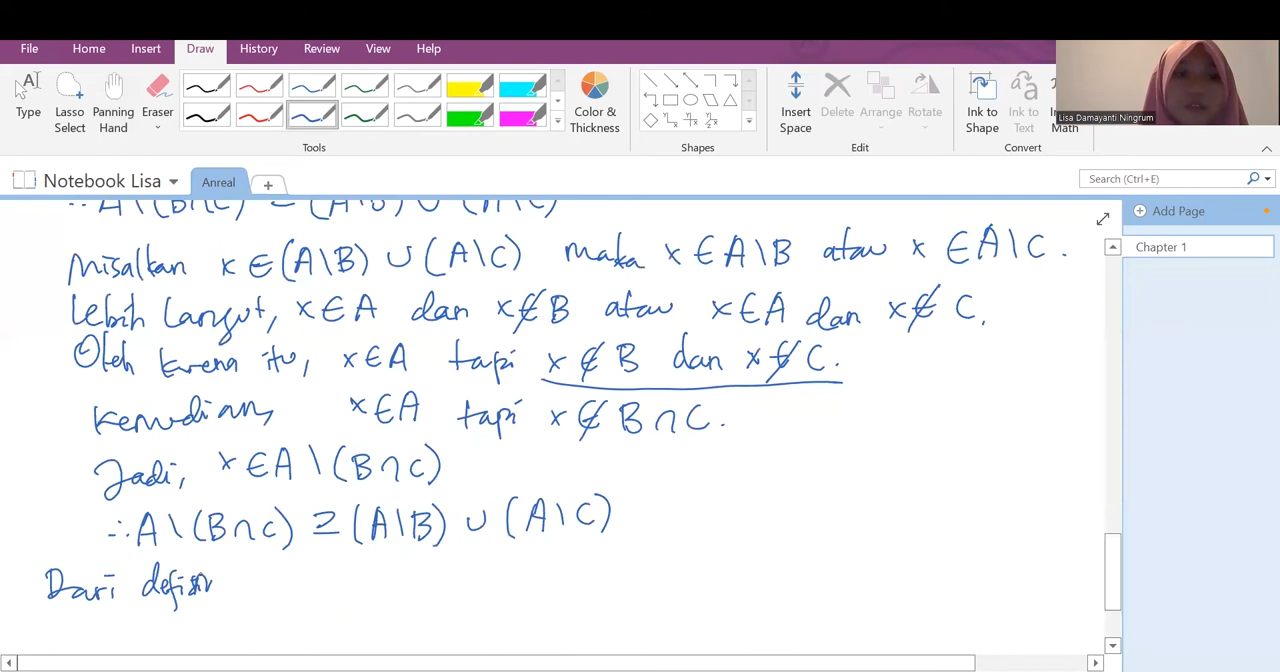 File Home Insert Draw History Review View Help
Type
Lasso Select
Panning Hand
Eraser
Color & Thickness
Insert Space
Delete
Arrange
Rotate
Ink to Shape
Ink to Text
Math
Tools Shapes Edit Convert
Lisa Damayanti Ningrum
Notebook Lisa Anreal
Search (Ctrl+E)
Add Page
Chapter 1
Misalkan x ∈ (A\B) ∪ (A\C) maka x ∈ A\B atau x ∈ A\C.
Lebih lanjut, x ∈ A dan x ∉ B atau x ∈ A dan x ∉ C.
Oleh karena itu, x ∈ A tapi x ∉ B dan x ∉ C.
Kemudian, x ∈ A tapi x ∉ B ∩ C.
Jadi, x ∈ A \ (B ∩ C)
∴ A \ (B ∩ C) ⊇ (A\B) ∪ (A\C)
Dari